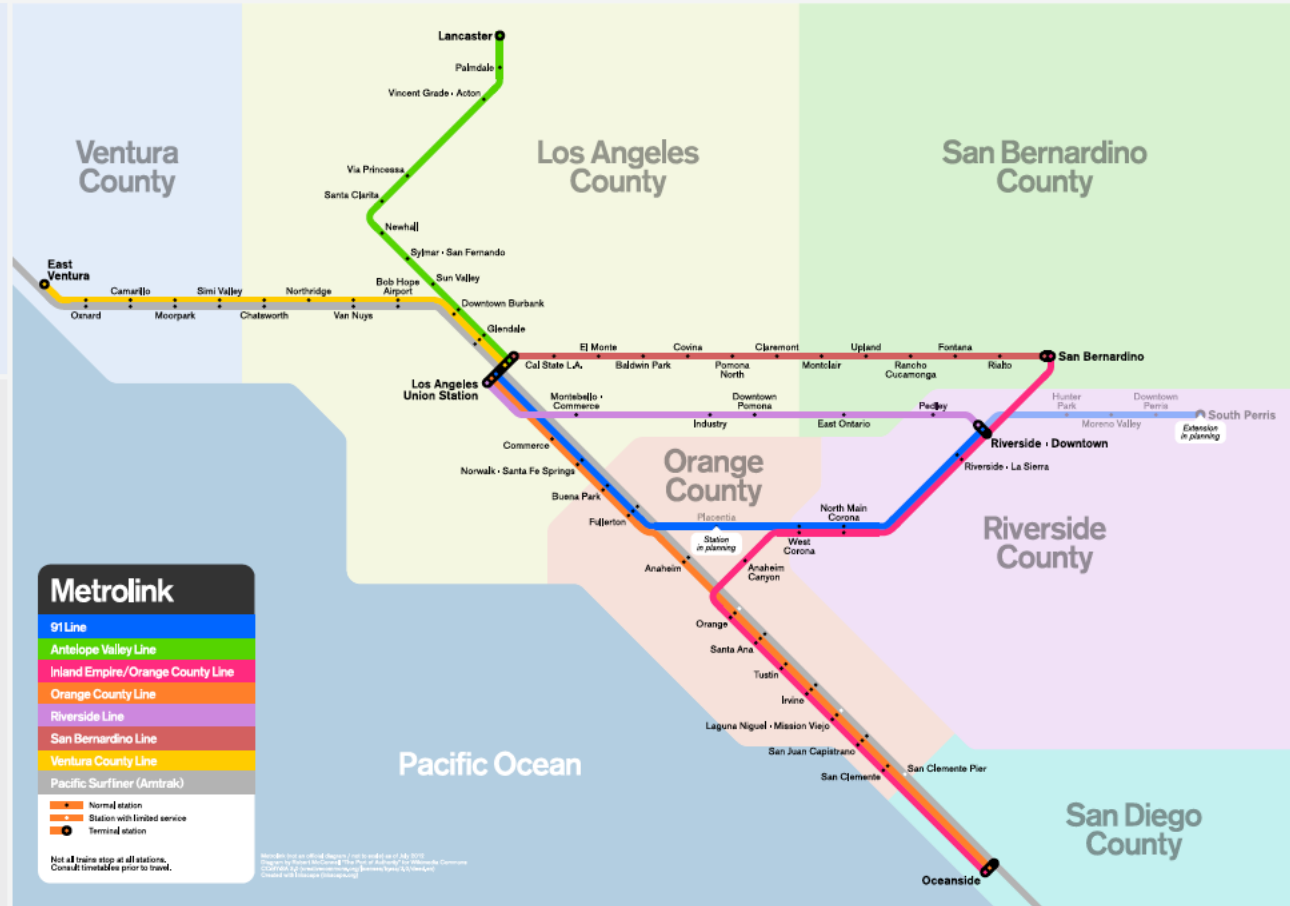 Lancaster
Palmdale
Vincent Grade • Acton
Ventura
County
Los Angeles
County
San Bernardino
County
Via Princessa
Santa Clarita
Newhall
Sylmar • San Fernando
Sun Valley
East
Ventura
Camarillo
Simi Valley
Northridge
Bob Hope
Airport
Oxnard
Moorpark
Chatsworth
Van Nuys
Downtown Burbank
Glendale
Los Angeles
Union Station
Cal State L.A.
El Monte
Baldwin Park
Covina
Pomona
North
Claremont
Montclair
Upland
Rancho
Cucamonga
Fontana
Rialto
San Bernardino
Montebello •
Commerce
Industry
Downtown
Pomona
East Ontario
Pedley
Riverside • Downtown
Hunter
Park
Moreno Valley
Downtown
Perris
South Perris
Extension
in planning
Riverside • La Sierra
Commerce
Norwalk • Santa Fe Springs
Buena Park
Fullerton
Orange
County
Placentia
Station
in planning
North Main
Corona
West
Corona
Riverside
County
Anaheim
Anaheim
Canyon
Orange
Santa Ana
Tustin
Irvine
Laguna Niguel • Mission Viejo
San Juan Capistrano
San Clemente
San Clemente Pier
Oceanside
San Diego
County
Pacific Ocean
Metrolink
91 Line
Antelope Valley Line
Inland Empire/Orange County Line
Orange County Line
Riverside Line
San Bernardino Line
Ventura County Line
Pacific Surfliner (Amtrak)
Normal station
Station with limited service
Terminal station
Not all trains stop at all stations.
Consult timetables prior to travel.